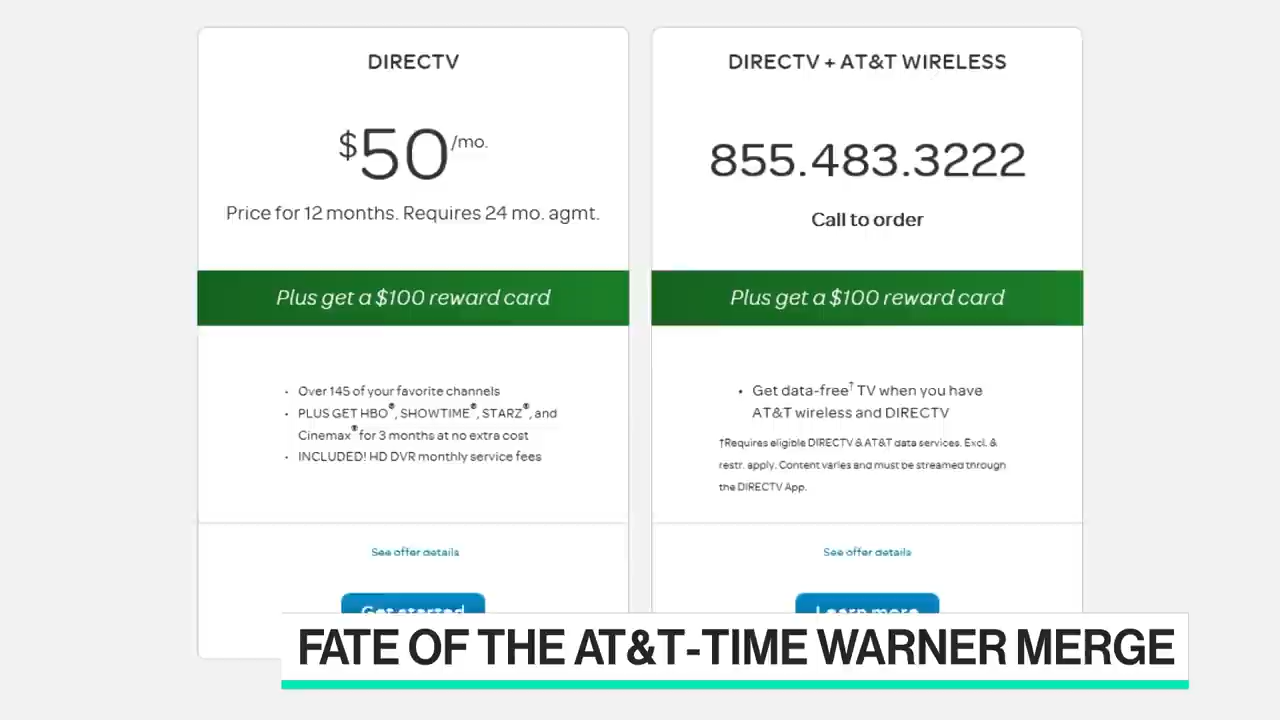 DIRECTV
$50/mo.
Price for 12 months. Requires 24 mo. agmt.
Plus get a $100 reward card
• Over 145 of your favorite channels
• PLUS GET HBO®, SHOWTIME®, STARZ®, and
Cinemax® for 3 months at no extra cost
• INCLUDED! HD DVR monthly service fees
See offer details
Get started
DIRECTV + AT&T WIRELESS
855.483.3222
Call to order
Plus get a $100 reward card
• Get data-free† TV when you have
AT&T wireless and DIRECTV
†Requires eligible DIRECTV & AT&T data services. Excl. &
restr. apply. Content varies and must be streamed through
the DIRECTV App.
See offer details
Learn more
FATE OF THE AT&T-TIME WARNER MERGE